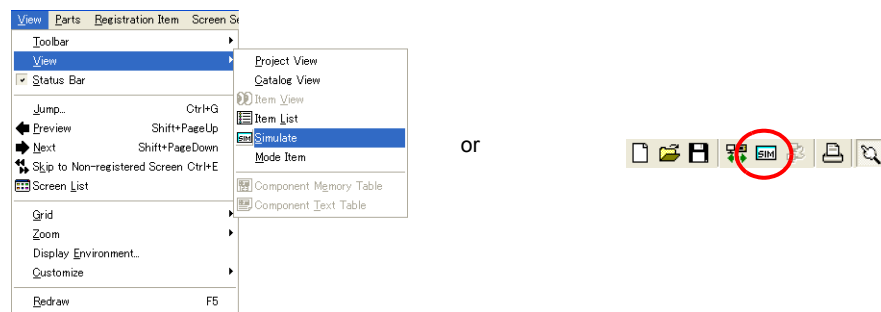 View Parts Registration Item Screen Se
Toolbar
View
Status Bar
Jump... Ctrl+G
Preview Shift+PageUp
Next Shift+PageDown
Skip to Non-registered Screen Ctrl+E
Screen List
Grid
Zoom
Display Environment...
Customize
Redraw F5
Project View
Catalog View
Item View
Item List
SIM Simulate
Mode Item
Component Memory Table
Component Text Table
or
SIM